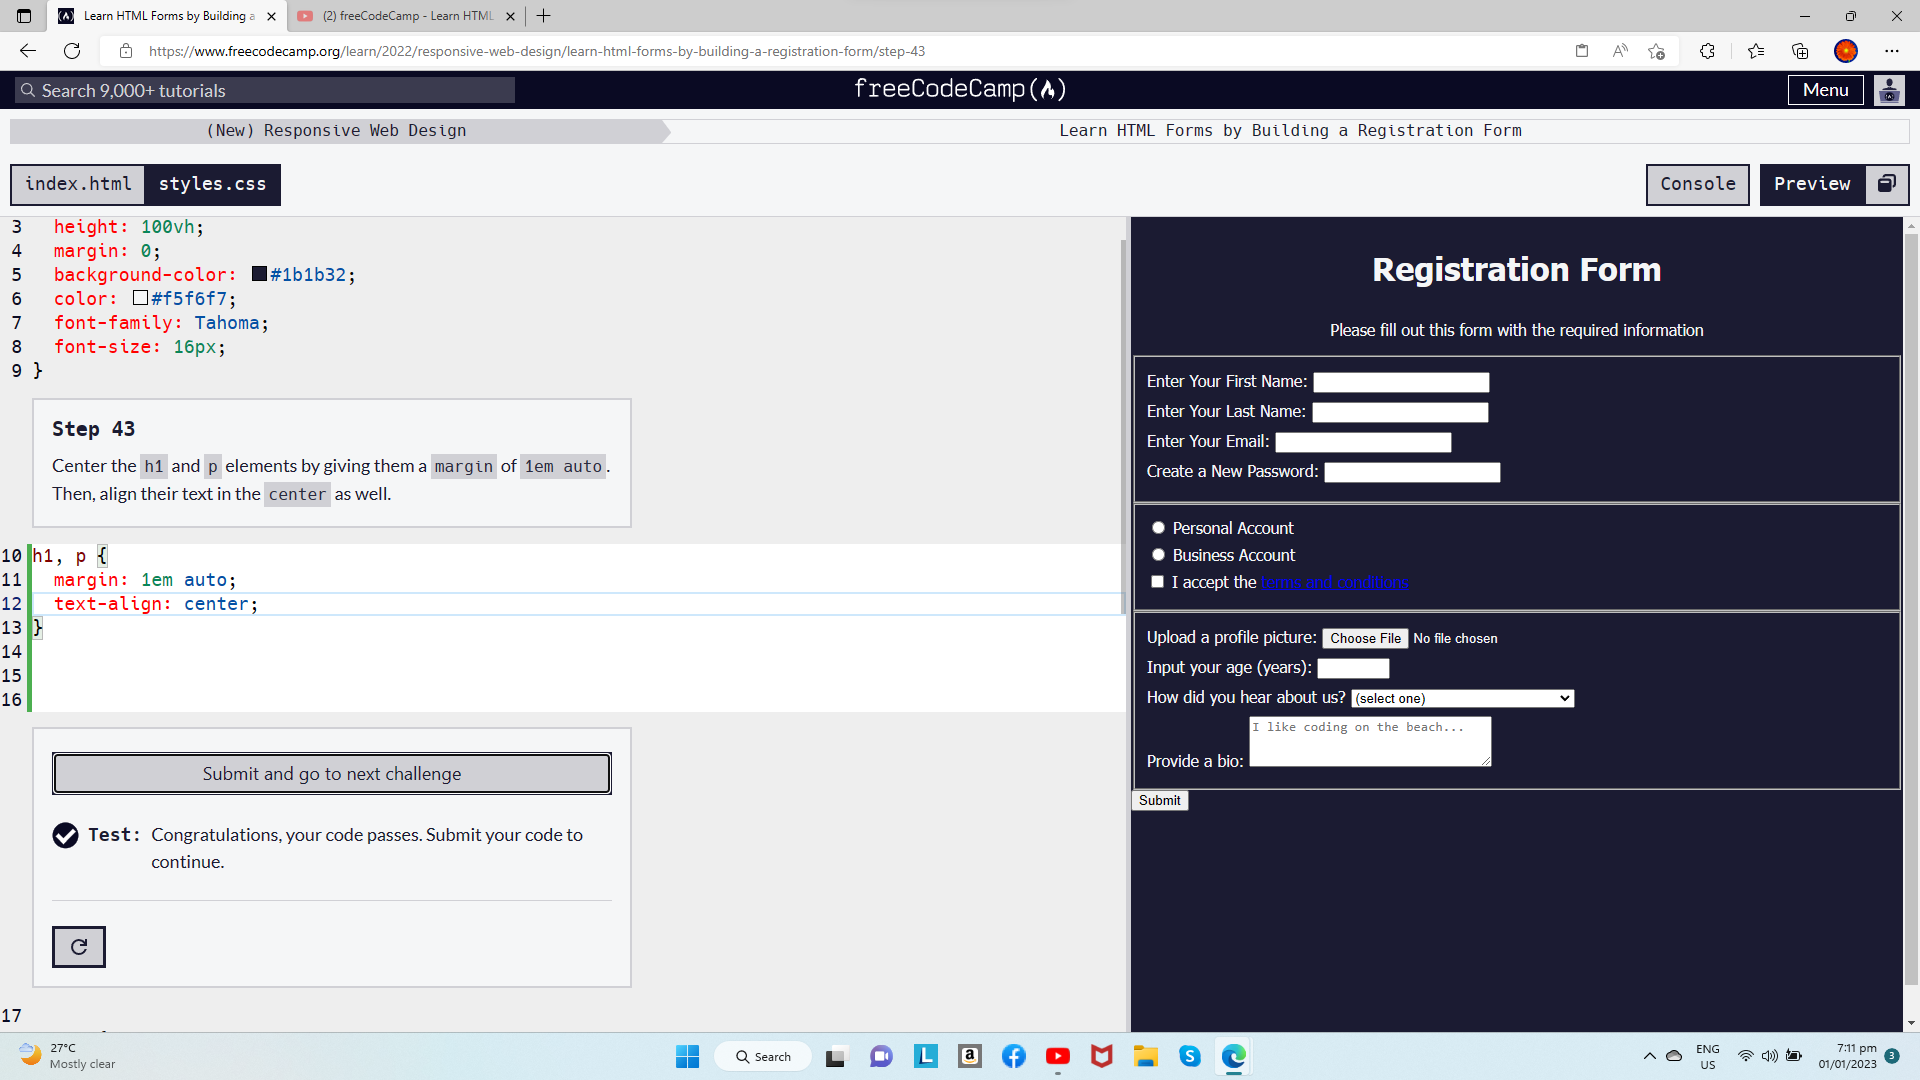 Learn HTML Forms by Building a
(2) freeCodeCamp - Learn HTML
https://www.freecodecamp.org/learn/2022/responsive-web-design/learn-html-forms-by-building-a-registration-form/step-43
Search 9,000+ tutorials
freeCodeCamp
Menu
(New) Responsive Web Design
Learn HTML Forms by Building a Registration Form
index.html
styles.css
Console
Preview
3 height: 100vh;
4 margin: 0;
5 background-color: #1b1b32;
6 color: #f5f6f7;
7 font-family: Tahoma;
8 font-size: 16px;
9 }
Step 43
Center the h1 and p elements by giving them a margin of 1em auto.
Then, align their text in the center as well.
10 h1, p {
11 margin: 1em auto;
12 text-align: center;
13 }
14
15
16
Submit and go to next challenge
Test: Congratulations, your code passes. Submit your code to
continue.
17
Registration Form
Please fill out this form with the required information
Enter Your First Name:
Enter Your Last Name:
Enter Your Email:
Create a New Password:
Personal Account
Business Account
I accept the terms and conditions
Upload a profile picture: Choose File No file chosen
Input your age (years):
How did you hear about us? (select one)
I like coding on the beach...
Provide a bio:
Submit
27°C
Mostly clear
Search
ENG
US
7:11 pm
01/01/2023
3